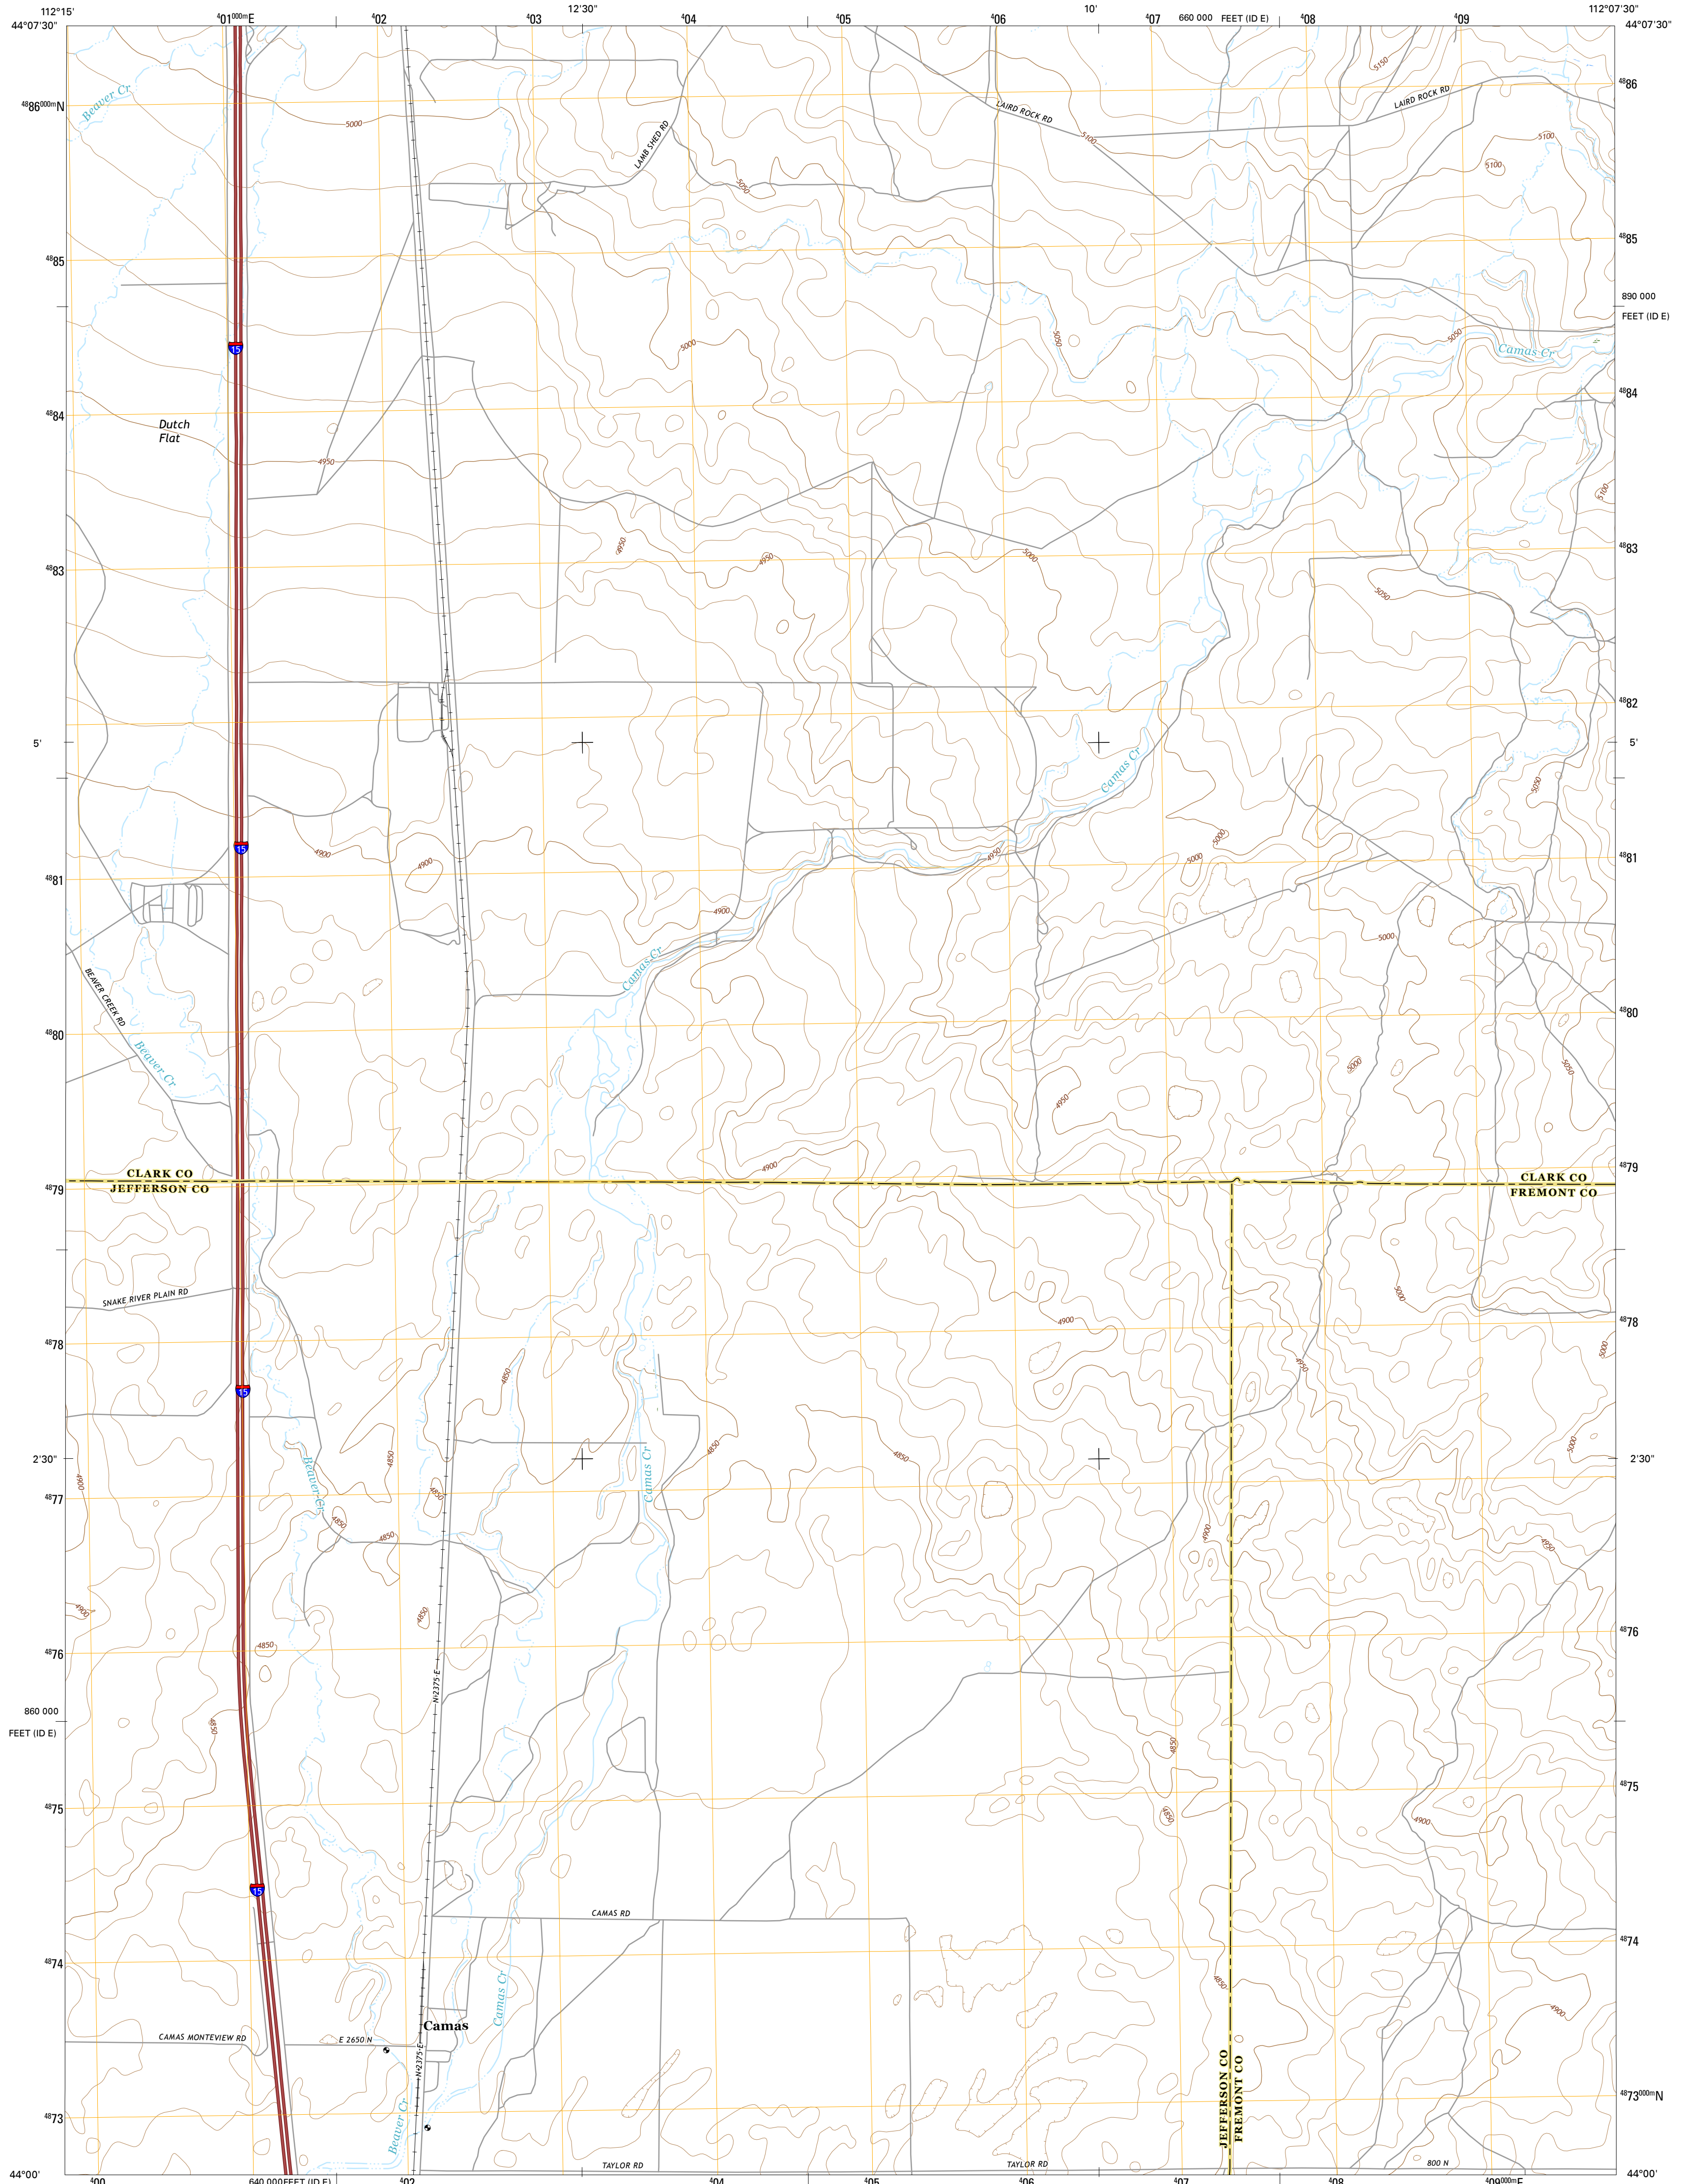 112°15'
⁴01⁰⁰⁰ᵐE
⁴02
⁴03
12'30"
⁴04
⁴05
⁴06
10'
⁴07
660 000 FEET (ID E)
⁴08
⁴09
112°07'30"
44°07'30"
44°07'30"
5150
Beaver Cr
⁴⁸86⁰⁰⁰ᵐN
⁴⁸86
LAIRD ROCK RD
LAIRD ROCK RD
5000
LAMB SHED RD
5100
5100
5100
5050
⁴⁸85
⁴⁸85
890 000
FEET (ID E)
15
5000
5050
5050
Camas Cr
⁴⁸84
⁴⁸84
Dutch
Flat
4950
5100
4950
4950
5000
⁴⁸83
⁴⁸83
5050
⁴⁸82
5'
5'
Camas Cr
5050
15
4900
4900
4950
5000
5000
⁴⁸81
⁴⁸81
4900
5000
Camas Cr
BEAVER CREEK RD
⁴⁸80
⁴⁸80
Beaver Cr
5000
5050
4950
4900
CLARK CO
JEFFERSON CO
CLARK CO
FREMONT CO
⁴⁸79
⁴⁸79
SNAKE RIVER PLAIN RD
5000
4900
⁴⁸78
⁴⁸78
5000
4950
4850
15
4850
4850
4850
5000
2'30"
2'30"
4900
Beaver Cr
Camas Cr
⁴⁸77
4850
4850
4850
4900
4950
4900
4850
4850
⁴⁸76
⁴⁸76
N 2375 E
860 000
FEET (ID E)
4850
4850
⁴⁸75
⁴⁸75
4850
4900
15
CAMAS RD
⁴⁸74
⁴⁸74
4850
4900
Camas Cr
Camas
CAMAS MONTEVIEW RD
E 2650 N
N 2375 E
JEFFERSON CO
FREMONT CO
⁴⁸73⁰⁰⁰ᵐN
⁴⁸73
Beaver Cr
TAYLOR RD
TAYLOR RD
800 N
44°00'
44°00'
⁴00
640 000 FEET (ID E)
⁴02
⁴04
⁴05
⁴06
⁴07
⁴08
⁴09⁰⁰⁰ᵐE